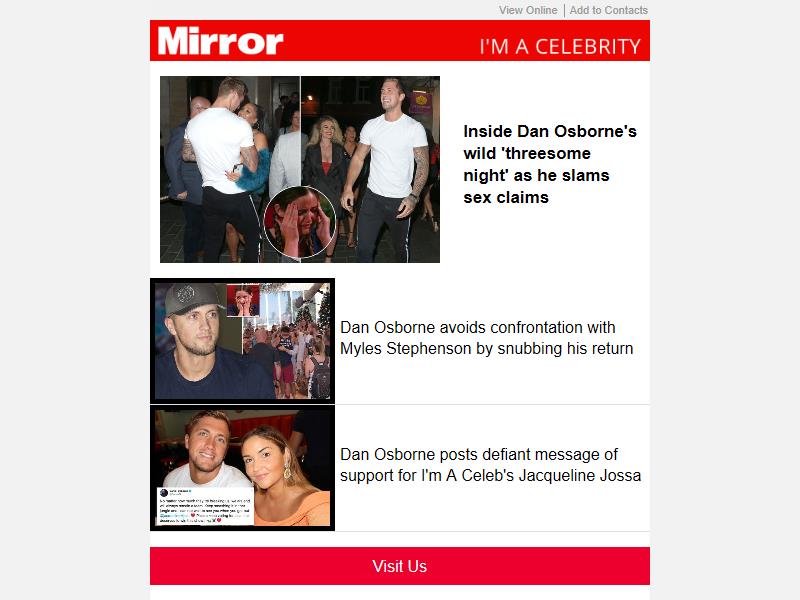 View Online | Add to Contacts
Mirror
I'M A CELEBRITY
Inside Dan Osborne's
wild 'threesome
night' as he slams
sex claims
Dan Osborne avoids confrontation with
Myles Stephenson by snubbing his return
Dan Osborne posts defiant message of
support for I'm A Celeb's Jacqueline Jossa
Visit Us